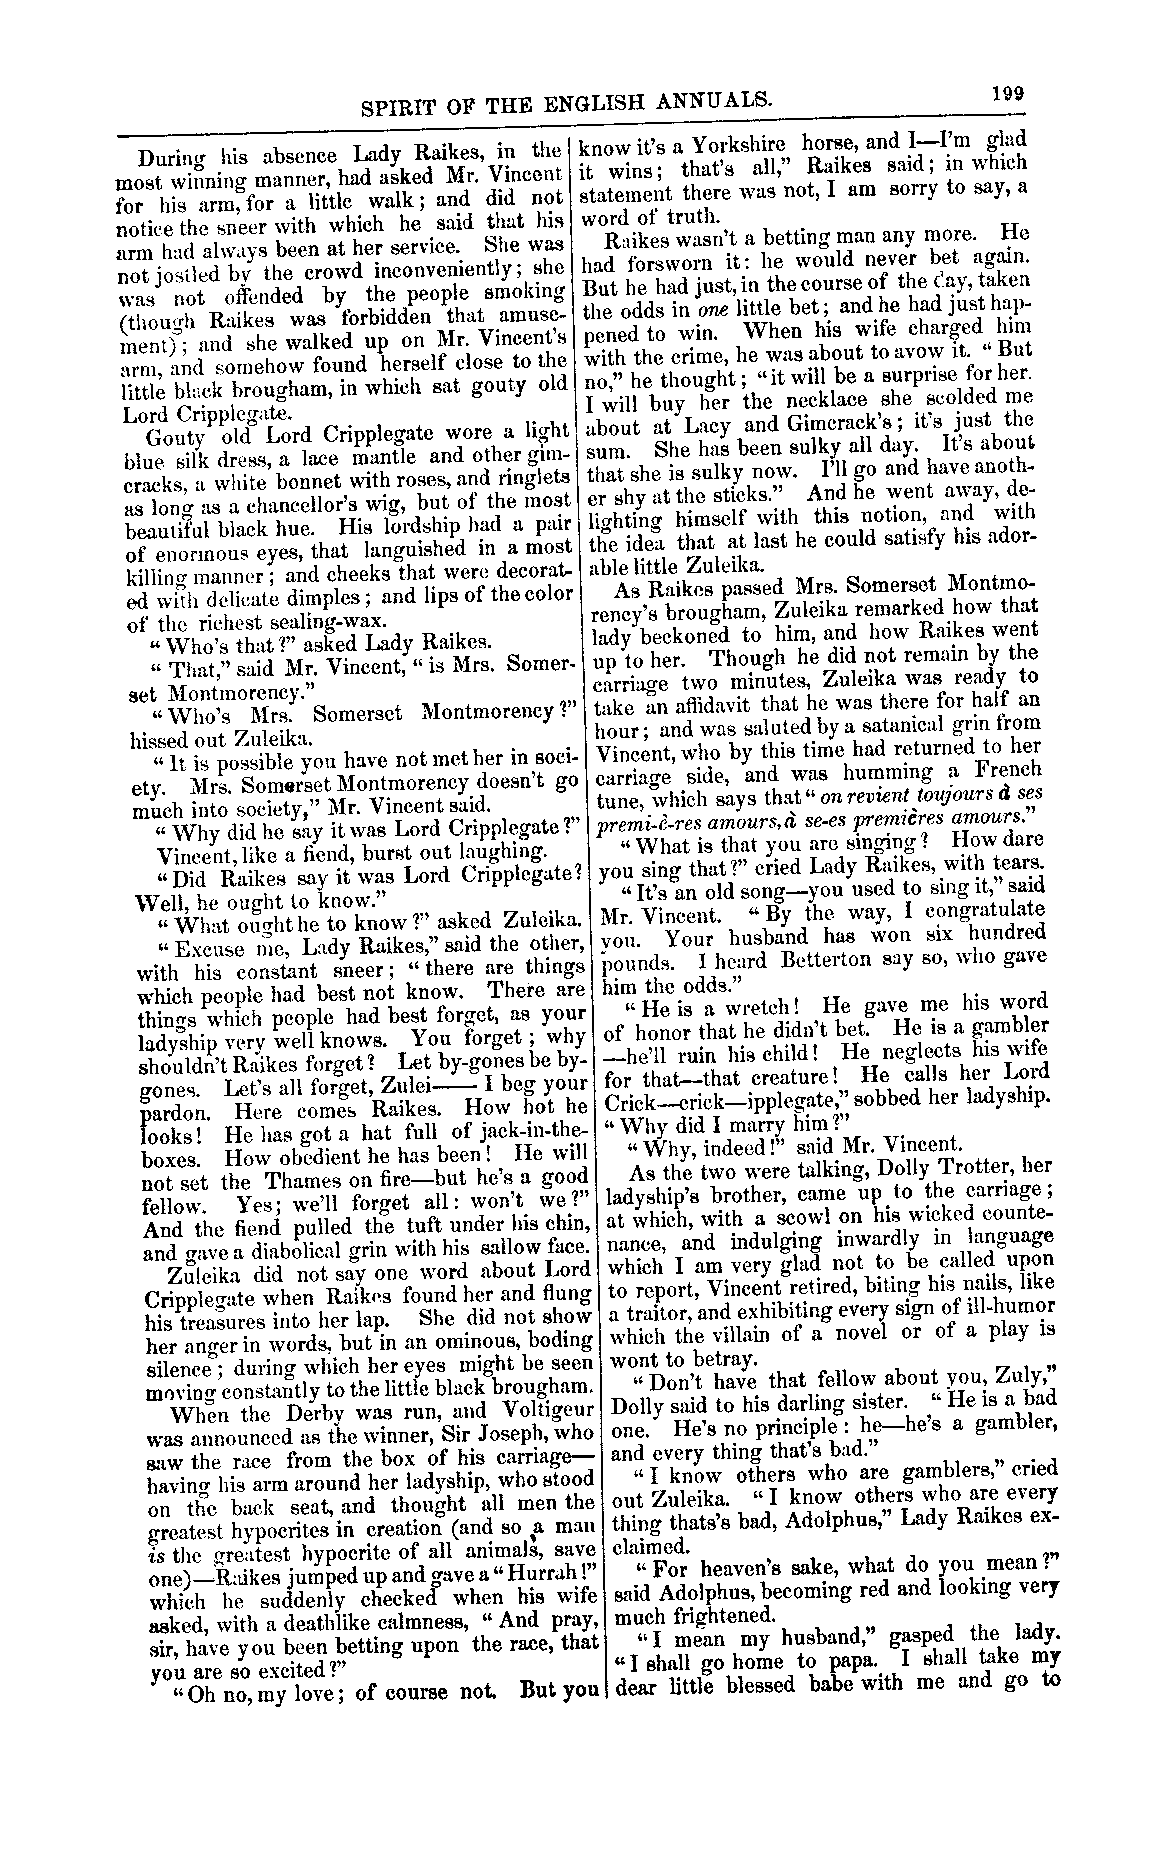 SPIRIT OF THE ENGLISH ANNUALS.
199
During his absence Lady Raikes, in the
most winning manner, had asked Mr. Vincent
for his arm, for a little walk; and did not
notice the sneer with which he said that his
arm had always been at her service. She was
not jostled by the crowd inconveniently; she
was not offended by the people smoking
(though Raikes was forbidden that amuse-
ment); and she walked up on Mr. Vincent's
arm, and somehow found herself close to the
little black brougham, in which sat gouty old
Lord Cripplegate.
Gouty old Lord Cripplegate wore a light
blue silk dress, a lace mantle and other gim-
cracks, a white bonnet with roses, and ringlets
as long as a chancellor's wig, but of the most
beautiful black hue. His lordship had a pair
of enormous eyes, that languished in a most
killing manner; and cheeks that were decorat-
ed with delicate dimples; and lips of the color
of the richest sealing-wax.
"Who's that?" asked Lady Raikes.
"That," said Mr. Vincent, "is Mrs. Somer-
set Montmorency."
"Who's Mrs. Somerset Montmorency?"
hissed out Zuleika.
"It is possible you have not met her in soci-
ety. Mrs. Somerset Montmorency doesn't go
much into society," Mr. Vincent said.
"Why did he say it was Lord Cripplegate?"
Vincent, like a fiend, burst out laughing.
"Did Raikes say it was Lord Cripplegate?
Well, he ought to know."
"What ought he to know?" asked Zuleika.
"Excuse me, Lady Raikes," said the other,
with his constant sneer; "there are things
which people had best not know. There are
things which people had best forget, as your
ladyship very well knows. You forget; why
shouldn't Raikes forget? Let by-gones be by-
gones. Let's all forget, Zulei—— I beg your
pardon. Here comes Raikes. How hot he
looks! He has got a hat full of jack-in-the-
boxes. How obedient he has been! He will
not set the Thames on fire—but he's a good
fellow. Yes; we'll forget all: won't we?"
And the fiend pulled the tuft under his chin,
and gave a diabolical grin with his sallow face.
Zuleika did not say one word about Lord
Cripplegate when Raikes found her and flung
his treasures into her lap. She did not show
her anger in words, but in an ominous, boding
silence; during which her eyes might be seen
moving constantly to the little black brougham.
When the Derby was run, and Voltigeur
was announced as the winner, Sir Joseph, who
saw the race from the box of his carriage—
having his arm around her ladyship, who stood
on the back seat, and thought all men the
greatest hypocrites in creation (and so a man
is the greatest hypocrite of all animals, save
one)—Raikes jumped up and gave a "Hurrah!"
which he suddenly checked when his wife
asked, with a deathlike calmness, "And pray,
sir, have you been betting upon the race, that
you are so excited?"
"Oh no, my love; of course not. But you
know it's a Yorkshire horse, and I—I'm glad
it wins; that's all," Raikes said; in which
statement there was not, I am sorry to say, a
word of truth.
Raikes wasn't a betting man any more. He
had forsworn it: he would never bet again.
But he had just, in the course of the day, taken
the odds in one little bet; and he had just hap-
pened to win. When his wife charged him
with the crime, he was about to avow it. "But
no," he thought; "it will be a surprise for her.
I will buy her the necklace she scolded me
about at Lacy and Gimcrack's; it's just the
sum. She has been sulky all day. It's about
that she is sulky now. I'll go and have anoth-
er shy at the sticks." And he went away, de-
lighting himself with this notion, and with
the idea that at last he could satisfy his ador-
able little Zuleika.
As Raikes passed Mrs. Somerset Montmo-
rency's brougham, Zuleika remarked how that
lady beckoned to him, and how Raikes went
up to her. Though he did not remain by the
carriage two minutes, Zuleika was ready to
take an affidavit that he was there for half an
hour; and was saluted by a satanical grin from
Vincent, who by this time had returned to her
carriage side, and was humming a French
tune, which says that "on revient toujours à ses
premi-è-res amours, à se-es premières amours."
"What is that you are singing? How dare
you sing that?" cried Lady Raikes, with tears.
"It's an old song—you used to sing it," said
Mr. Vincent. "By the way, I congratulate
you. Your husband has won six hundred
pounds. I heard Betterton say so, who gave
him the odds."
"He is a wretch! He gave me his word
of honor that he didn't bet. He is a gambler
—he'll ruin his child! He neglects his wife
for that—that creature! He calls her Lord
Crick—crick—ipplegate," sobbed her ladyship.
"Why did I marry him?"
"Why, indeed!" said Mr. Vincent.
As the two were talking, Dolly Trotter, her
ladyship's brother, came up to the carriage;
at which, with a scowl on his wicked counte-
nance, and indulging inwardly in language
which I am very glad not to be called upon
to report, Vincent retired, biting his nails, like
a traitor, and exhibiting every sign of ill-humor
which the villain of a novel or of a play is
wont to betray.
"Don't have that fellow about you, Zuly,"
Dolly said to his darling sister. "He is a bad
one. He's no principle: he—he's a gambler,
and every thing that's bad."
"I know others who are gamblers," cried
out Zuleika. "I know others who are every
thing thats's bad, Adolphus," Lady Raikes ex-
claimed.
"For heaven's sake, what do you mean?"
said Adolphus, becoming red and looking very
much frightened.
"I mean my husband," gasped the lady.
"I shall go home to papa. I shall take my
dear little blessed babe with me and go to